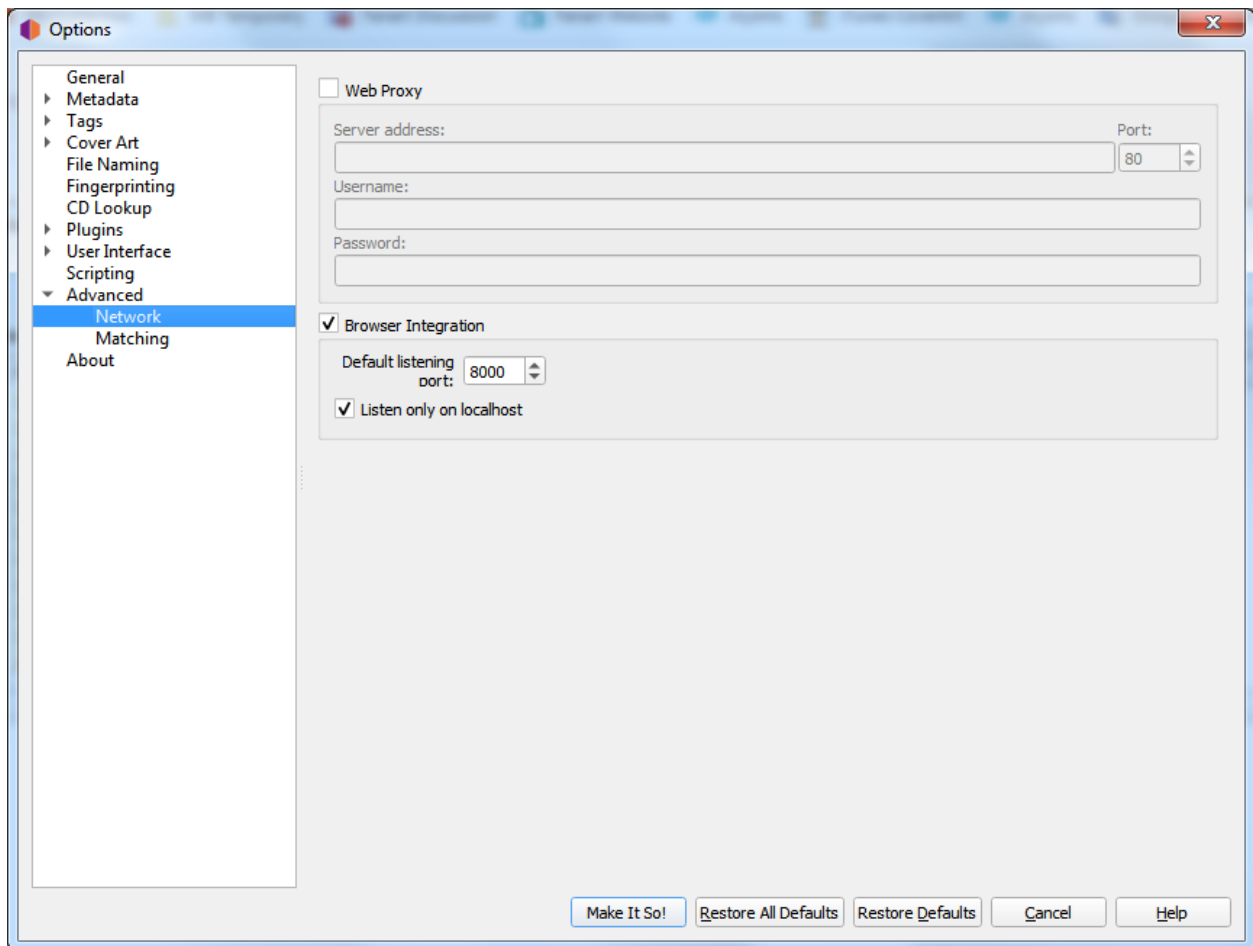 Options
General
Metadata
Tags
Cover Art
File Naming
Fingerprinting
CD Lookup
Plugins
User Interface
Scripting
Advanced
Network
Matching
About
Web Proxy
Server address:
Port:
80
Username:
Password:
Browser Integration
Default listening
port:
8000
Listen only on localhost
Make It So!
Restore All Defaults
Restore Defaults
Cancel
Help